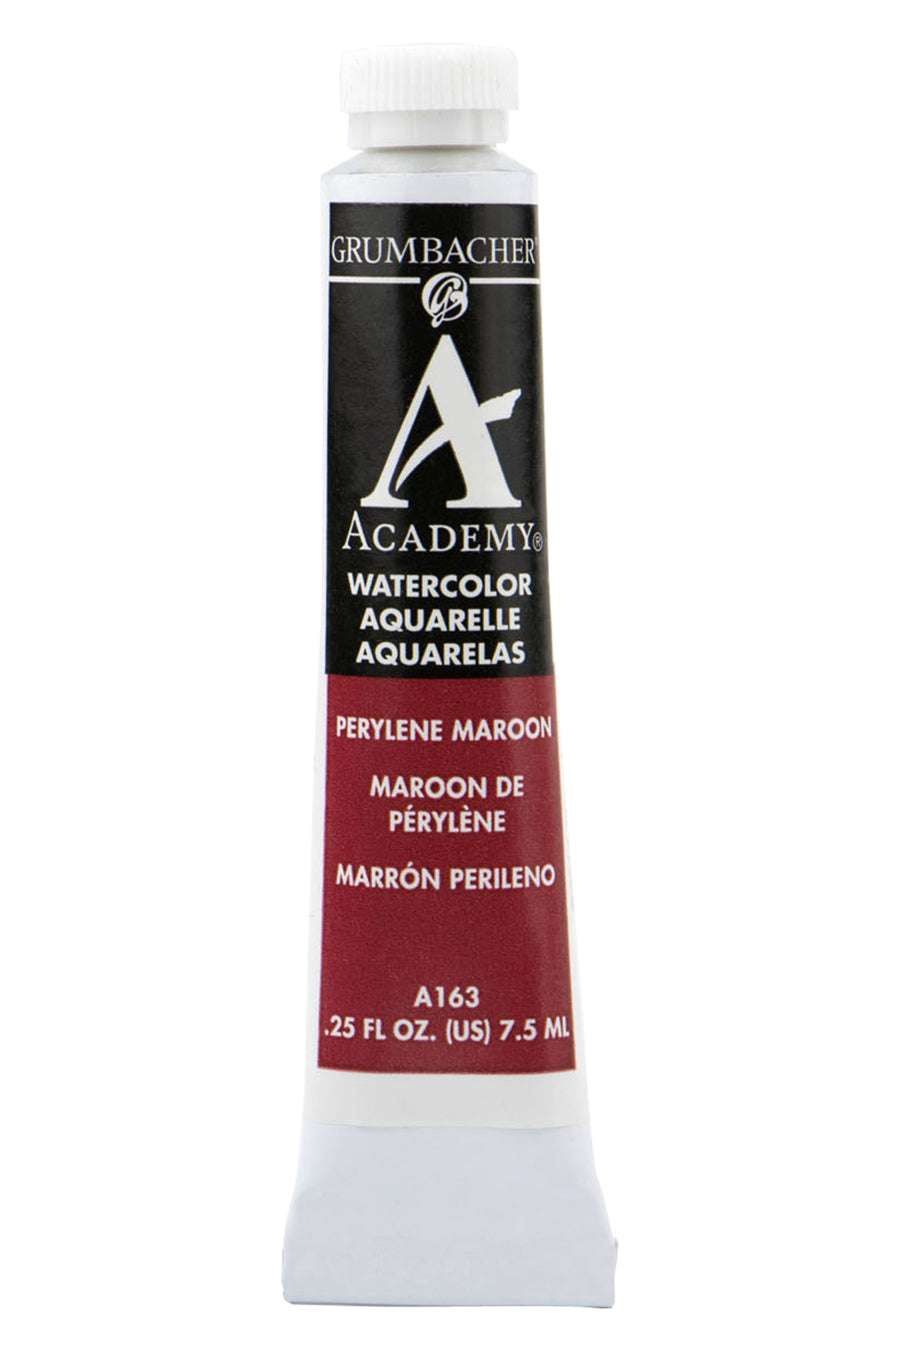 GRUMBACHER
A
ACADEMY®
WATERCOLOR
AQUARELLE
AQUARELAS
PERYLENE MAROON
MAROON DE
PÉRYLÈNE
MARRÓN PERILENO
A163
.25 FL OZ. (US) 7.5 ML